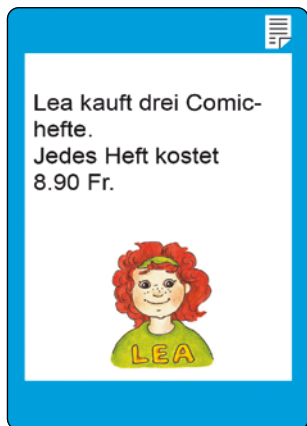 Lea kauft drei Comic-
hefte.
Jedes Heft kostet
8.90 Fr.
LEA